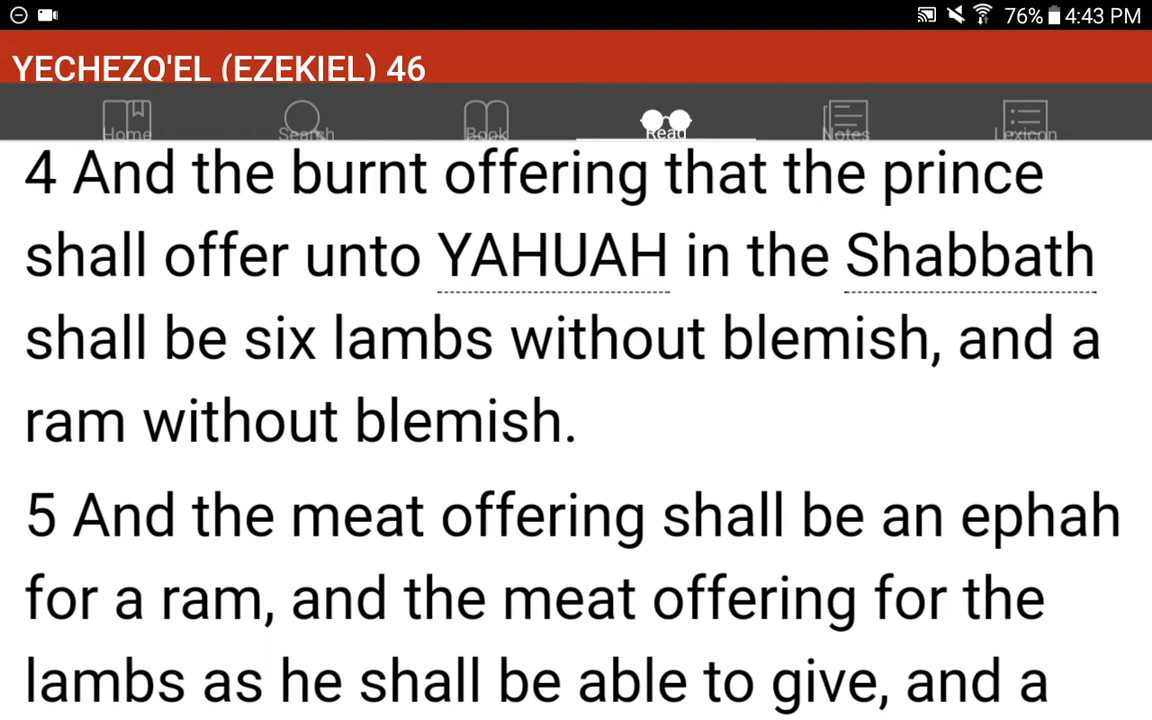 76% 4:43 PM
YECHEZQ'EL (EZEKIEL) 46
Home Search Book Read Notes Lexicon
4 And the burnt offering that the prince
shall offer unto YAHUAH in the Shabbath
shall be six lambs without blemish, and a
ram without blemish.
5 And the meat offering shall be an ephah
for a ram, and the meat offering for the
lambs as he shall be able to give, and a